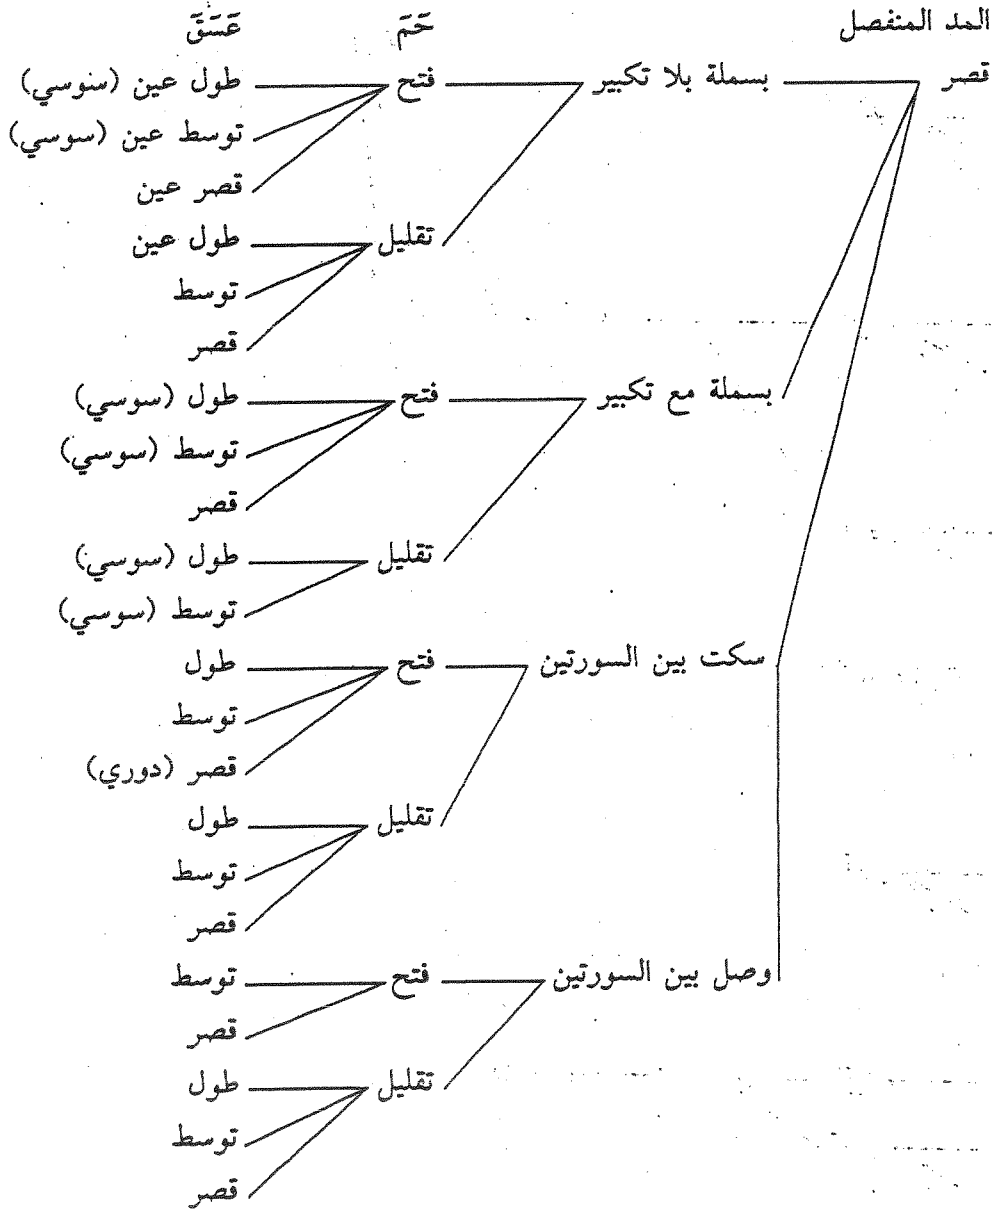 المد المنفصل حَمَ عَسَقَ
قصر بسملة بلا تكبير فتح طول عين (سوسي)
توسط عين (سوسي)
قصر عين
تقليل طول عين
توسط
قصر
بسملة مع تكبير فتح طول (سوسي)
توسط (سوسي)
قصر
تقليل طول (سوسي)
توسط (سوسي)
سكت بين السورتين فتح طول
توسط
قصر (دوري)
تقليل طول
توسط
قصر
وصل بين السورتين فتح توسط
قصر
تقليل طول
توسط
قصر